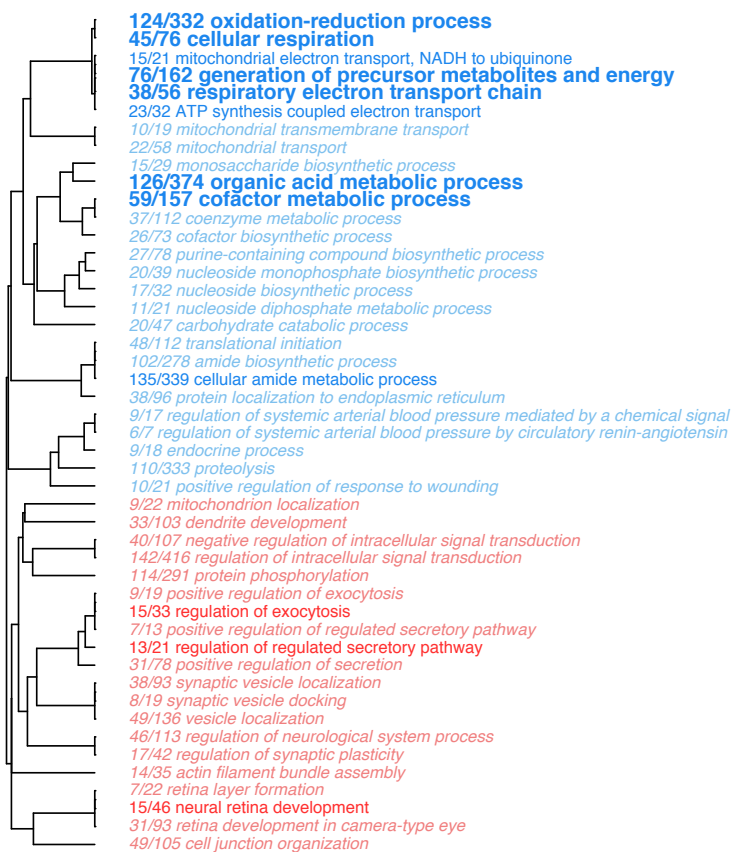 124/332 oxidation-reduction process
45/76 cellular respiration
15/21 mitochondrial electron transport, NADH to ubiquinone
76/162 generation of precursor metabolites and energy
38/56 respiratory electron transport chain
23/32 ATP synthesis coupled electron transport
10/19 mitochondrial transmembrane transport
22/58 mitochondrial transport
15/29 monosaccharide biosynthetic process
126/374 organic acid metabolic process
59/157 cofactor metabolic process
37/112 coenzyme metabolic process
26/73 cofactor biosynthetic process
27/78 purine-containing compound biosynthetic process
20/39 nucleoside monophosphate biosynthetic process
17/32 nucleoside biosynthetic process
11/21 nucleoside diphosphate metabolic process
20/47 carbohydrate catabolic process
48/112 translational initiation
102/278 amide biosynthetic process
135/339 cellular amide metabolic process
38/96 protein localization to endoplasmic reticulum
9/17 regulation of systemic arterial blood pressure mediated by a chemical signal
6/7 regulation of systemic arterial blood pressure by circulatory renin-angiotensin
9/18 endocrine process
110/333 proteolysis
10/21 positive regulation of response to wounding
9/22 mitochondrion localization
33/103 dendrite development
40/107 negative regulation of intracellular signal transduction
142/416 regulation of intracellular signal transduction
114/291 protein phosphorylation
9/19 positive regulation of exocytosis
15/33 regulation of exocytosis
7/13 positive regulation of regulated secretory pathway
13/21 regulation of regulated secretory pathway
31/78 positive regulation of secretion
38/93 synaptic vesicle localization
8/19 synaptic vesicle docking
49/136 vesicle localization
46/113 regulation of neurological system process
17/42 regulation of synaptic plasticity
14/35 actin filament bundle assembly
7/22 retina layer formation
15/46 neural retina development
31/93 retina development in camera-type eye
49/105 cell junction organization